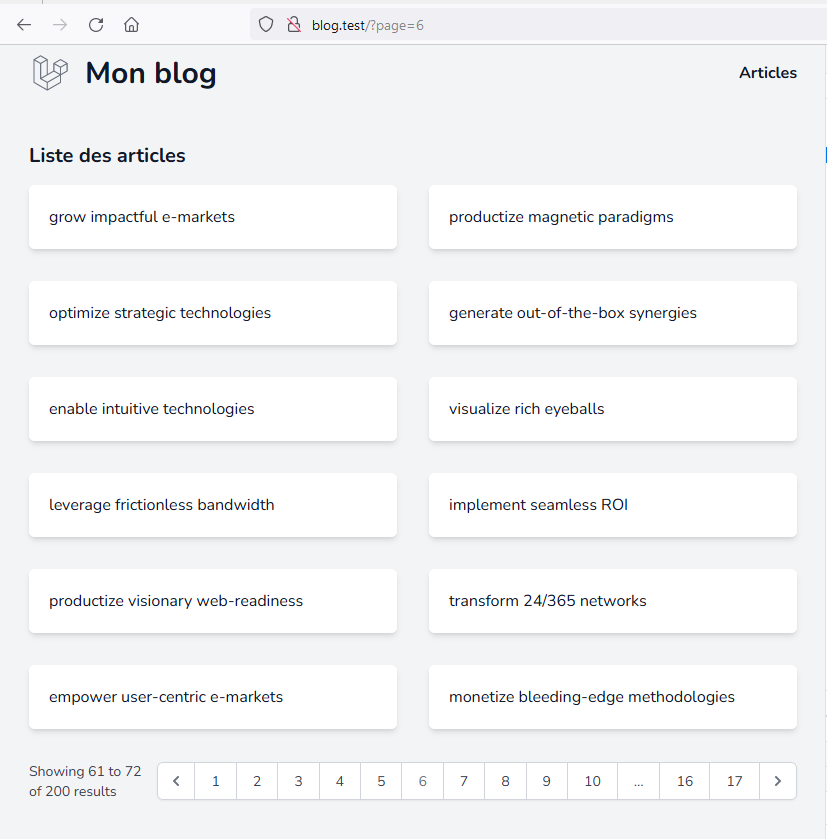 blog.test/?page=6
Mon blog
Articles
Liste des articles
grow impactful e-markets
productize magnetic paradigms
optimize strategic technologies
generate out-of-the-box synergies
enable intuitive technologies
visualize rich eyeballs
leverage frictionless bandwidth
implement seamless ROI
productize visionary web-readiness
transform 24/365 networks
empower user-centric e-markets
monetize bleeding-edge methodologies
Showing 61 to 72
of 200 results
1 2 3 4 5 6 7 8 9 10 ... 16 17